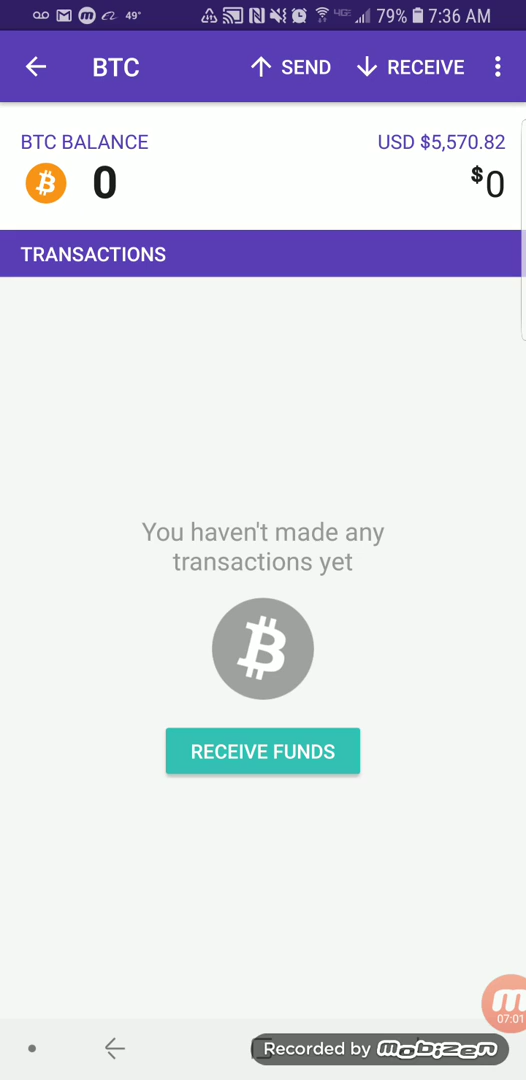 49° 4G 79% 7:36 AM
BTC SEND RECEIVE
BTC BALANCE USD $5,570.82
0 $0
TRANSACTIONS
You haven't made any
transactions yet
RECEIVE FUNDS
07:01
Recorded by mobizen